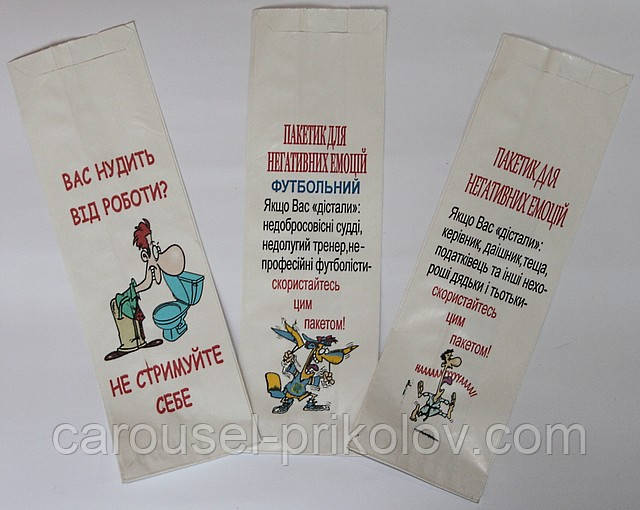 ВАС НУДИТЬ
ВІД РОБОТИ?
НЕ СТРИМУЙТЕ
СЕБЕ
ПАКЕТИК ДЛЯ
НЕГАТИВНИХ ЕМОЦІЙ
ФУТБОЛЬНИЙ
Якщо Вас «дістали»:
недобросовісні судді,
недолугий тренер,не-
професійні футболісти-
скористайтесь
цим
пакетом!
ПАКЕТИК ДЛЯ
НЕГАТИВНИХ ЕМОЦІЙ
Якщо Вас «дістали»:
керівник, даішник,теща,
податківець та інші нехо-
роші дядьки і тьотьки-
скористайтесь
цим
пакетом!
carousel-prikolov.com